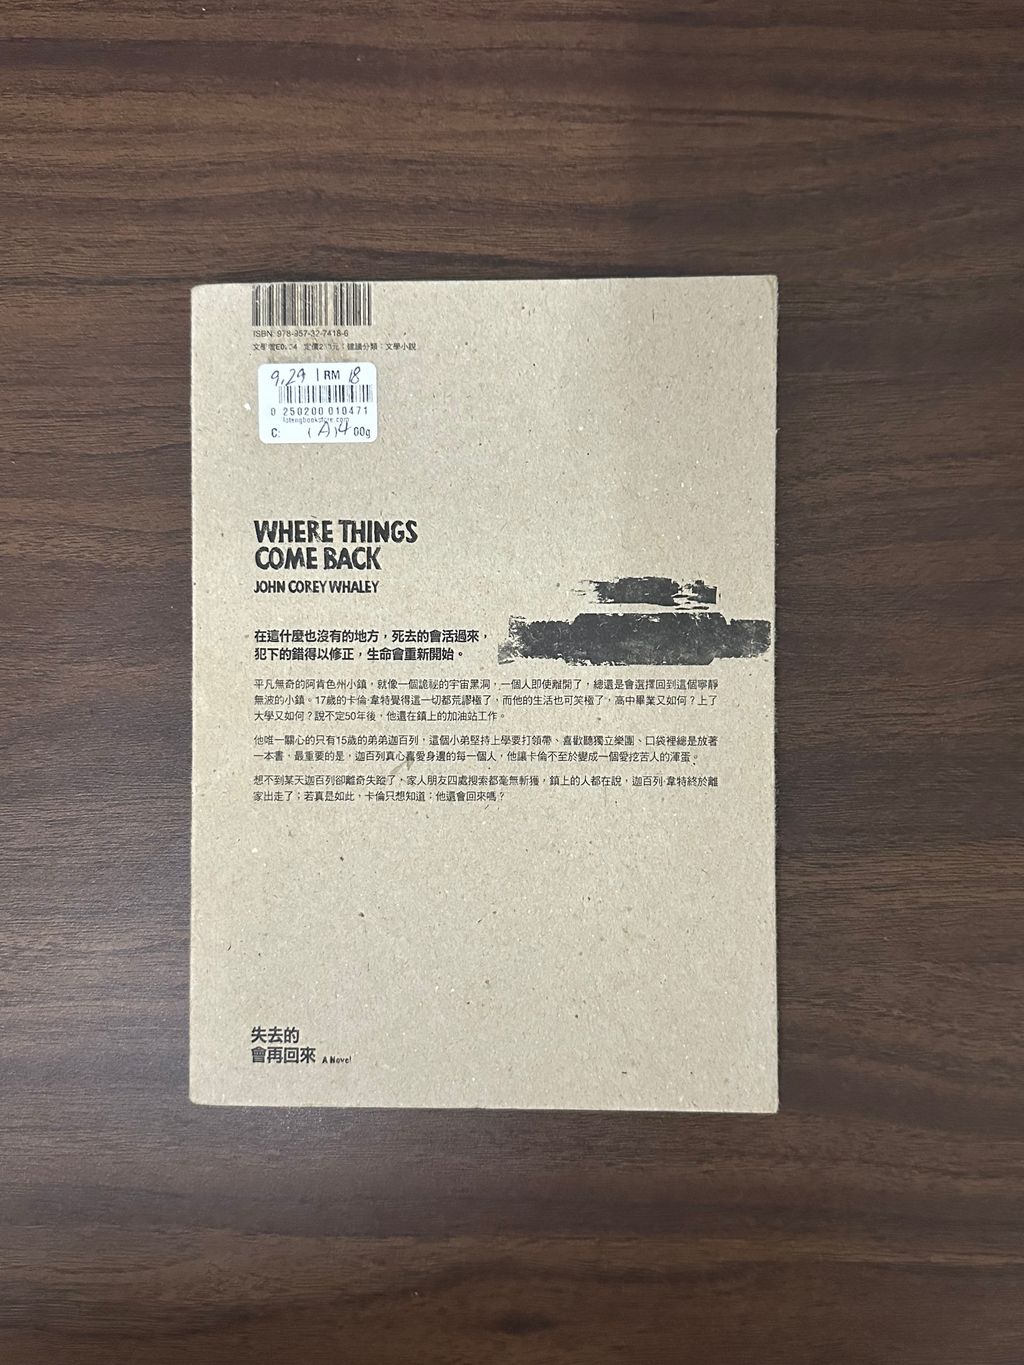 ISBN: 978-957-32-7418-6
建議分類：文學小說
9.29 RM 18
0 250200 010471
C: 00g
WHERE THINGS
COME BACK
JOHN COREY WHALEY
在這什麼也沒有的地方，死去的會活過來，
犯下的錯得以修正，生命會重新開始。
平凡無奇的阿肯色州小鎮，就像一個詭祕的宇宙黑洞，一個人即使離開了，總還是會選擇回到這個寧靜
無波的小鎮。17歲的卡倫·韋特覺得這一切都荒謬極了，而他的生活也可笑極了，高中畢業又如何？上了
大學又如何？說不定50年後，他還在鎮上的加油站工作。
他唯一關心的只有15歲的弟弟迦百列，這個小弟堅持上學要打領帶、喜歡聽獨立樂團、口袋裡總是放著
一本書，最重要的是，迦百列真心喜愛身邊的每一個人，他讓卡倫不至於變成一個愛挖苦人的渾蛋。
想不到某天迦百列卻離奇失蹤了，家人朋友四處搜索都毫無斬獲，鎮上的人都在說，迦百列·韋特終於離
家出走了；若真是如此，卡倫只想知道：他還會回來嗎？
失去的
會再回來 A Novel